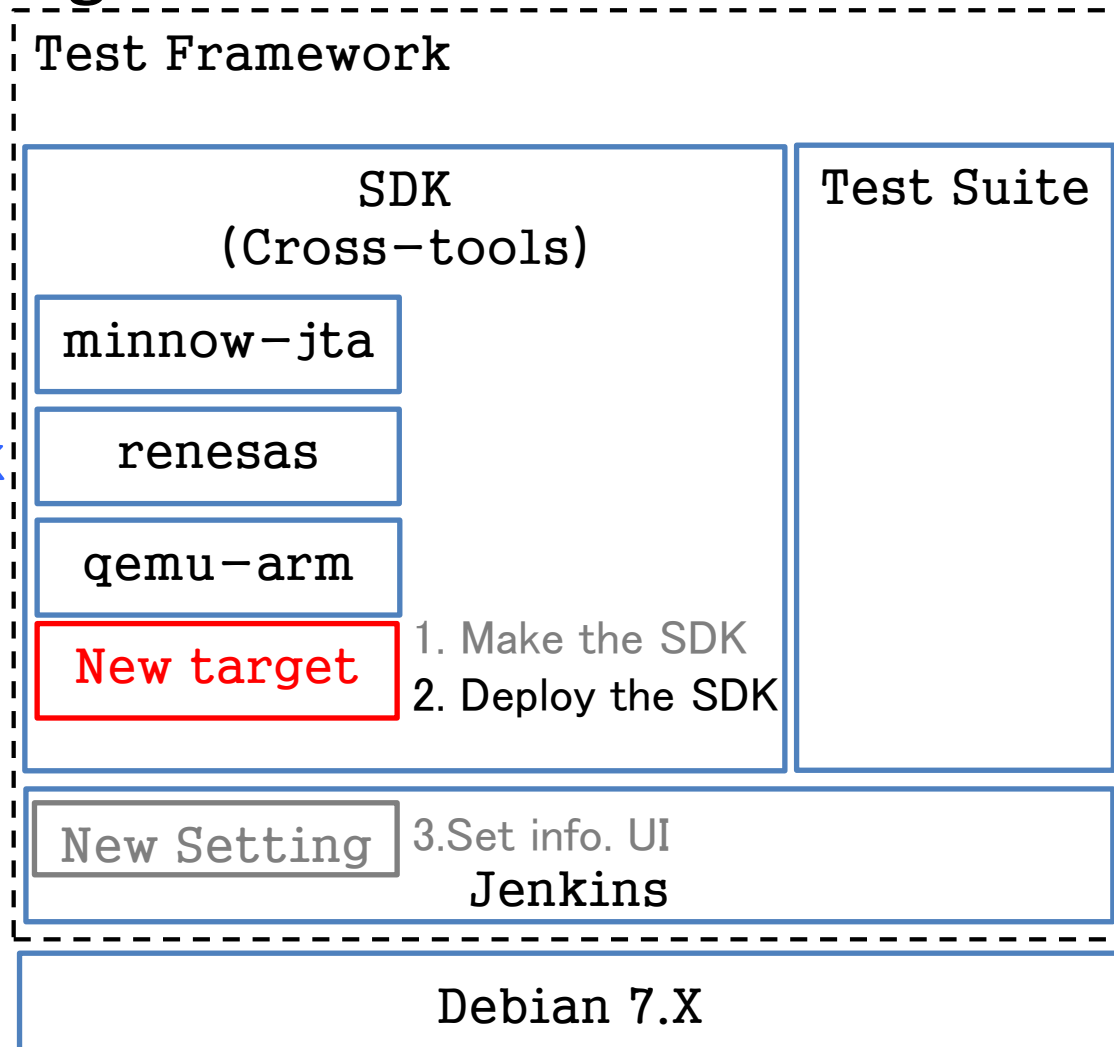 Test Framework
SDK
(Cross-tools)
Test Suite
minnow-jta
renesas
qemu-arm
New target
1. Make the SDK
2. Deploy the SDK
New Setting
3.Set info. UI
Jenkins
Debian 7.X